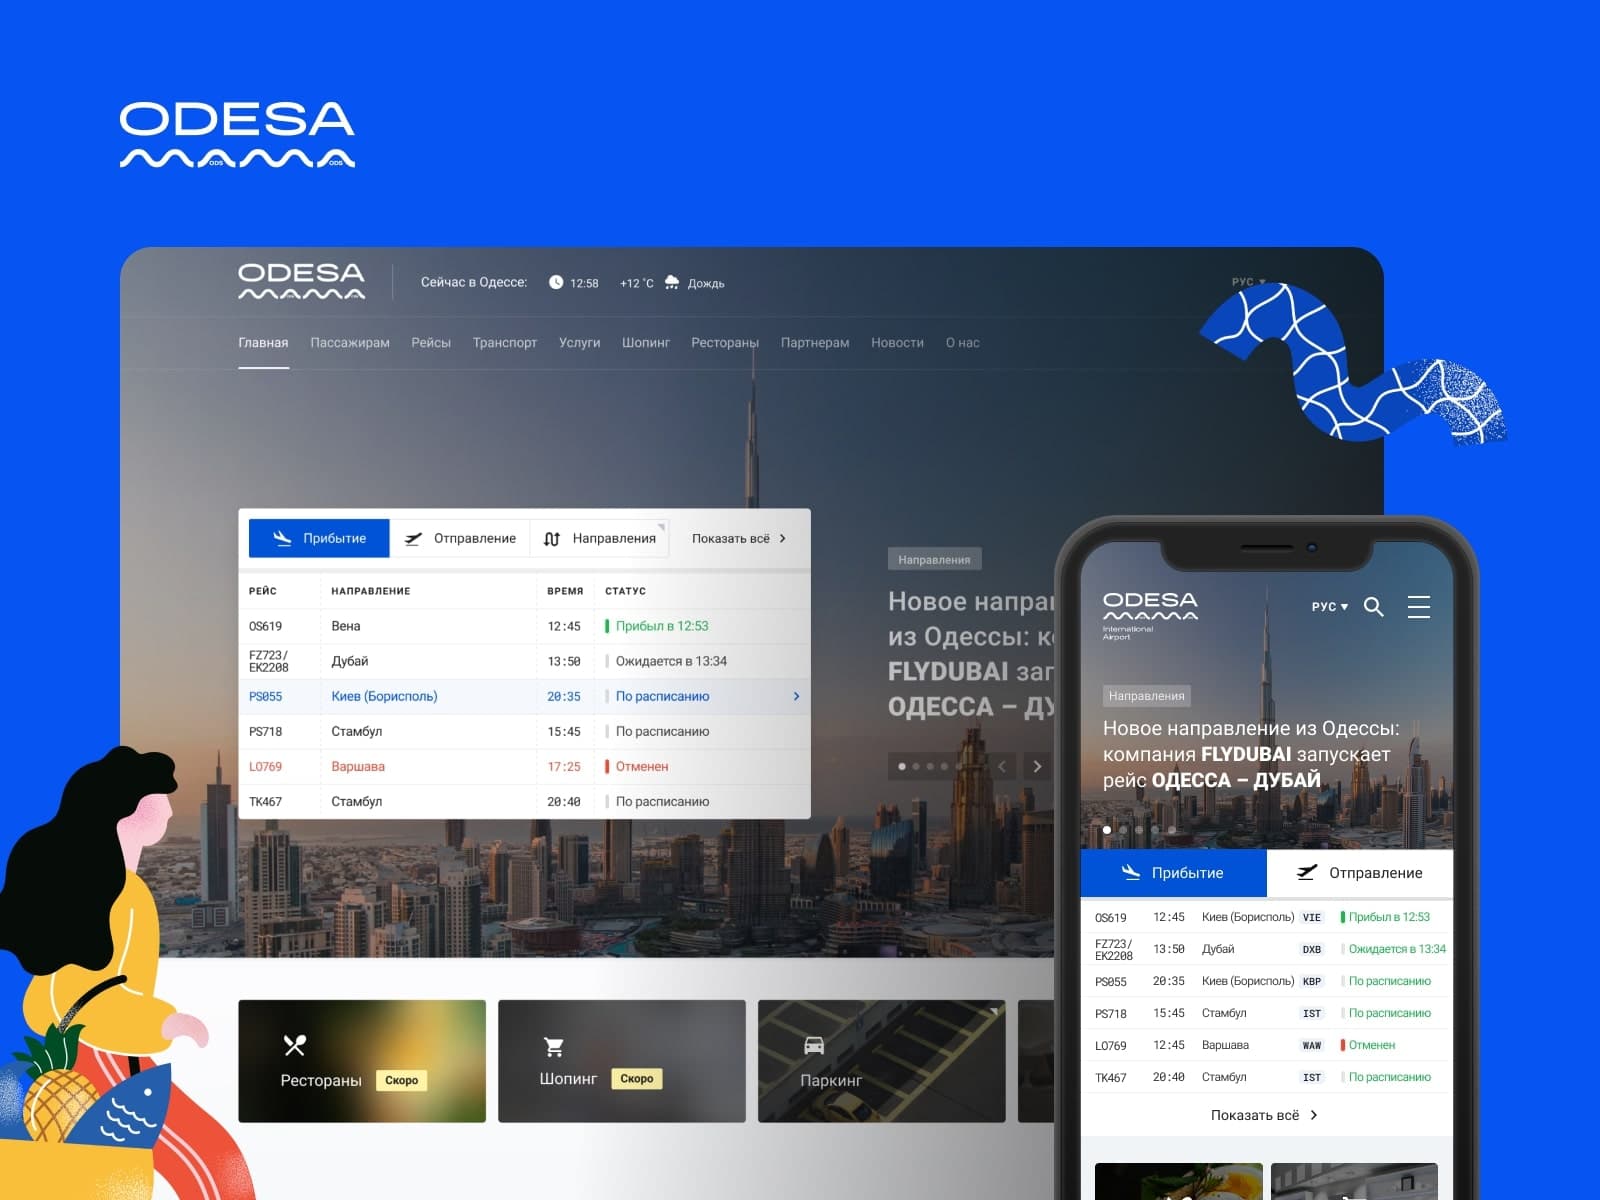 ODESA
MAMA
ODS ODS
ODESA
MAMA
Сейчас в Одессе: 12:58 +12 °C Дождь
РУС
Главная Пассажирам Рейсы Транспорт Услуги Шопинг Рестораны Партнерам Новости О нас
Прибытие Отправление Направления Показать всё
РЕЙС НАПРАВЛЕНИЕ ВРЕМЯ СТАТУС
OS619 Вена 12:45 Прибыл в 12:53
FZ723/
EK2208 Дубай 13:50 Ожидается в 13:34
PS055 Киев (Борисполь) 20:35 По расписанию
PS718 Стамбул 15:45 По расписанию
LO769 Варшава 17:25 Отменен
TK467 Стамбул 20:40 По расписанию
Направления
Новое напра
из Одессы: к
FLYDUBAI зап
ОДЕССА – ДУ
Рестораны Скоро
Шопинг Скоро
Паркинг
ODESA
MAMA
International
Airport
РУС
Направления
Новое направление из Одессы:
компания FLYDUBAI запускает
рейс ОДЕССА – ДУБАЙ
Прибытие Отправление
OS619 12:45 Киев (Борисполь) VIE Прибыл в 12:53
FZ723/
EK2208 13:50 Дубай DXB Ожидается в 13:34
PS055 20:35 Киев (Борисполь) KBP По расписанию
PS718 15:45 Стамбул IST По расписанию
LO769 12:45 Варшава WAW Отменен
TK467 20:40 Стамбул IST По расписанию
Показать всё